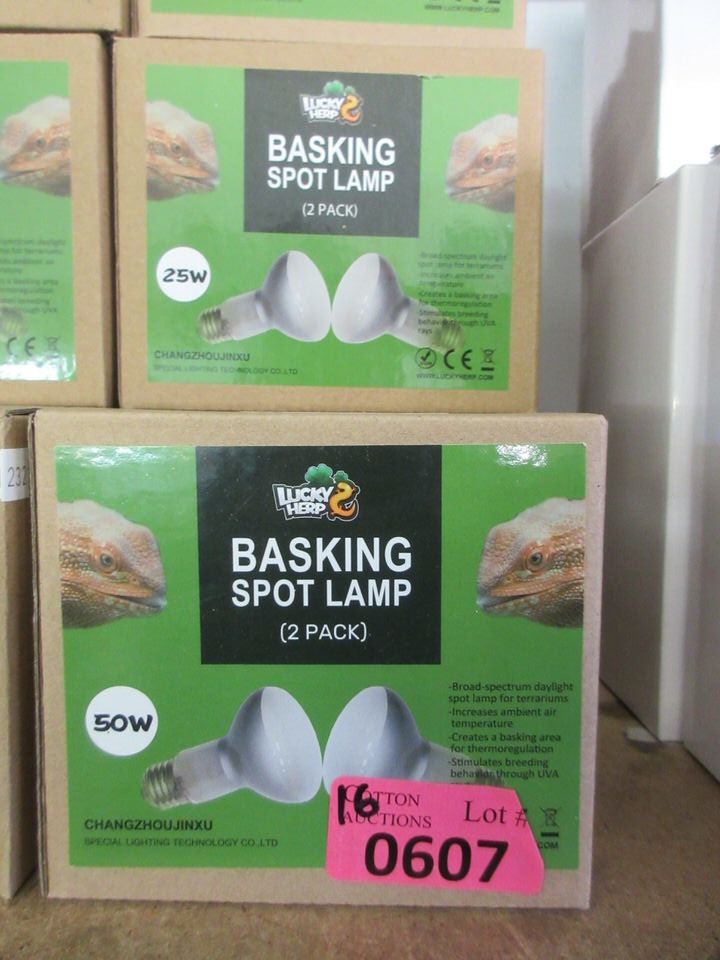 LUCKY
HERP
BASKING
SPOT LAMP
(2 PACK)
25W
-Broad-spectrum daylight
spot lamp for terrariums
-Increases ambient air
temperature
-Creates a basking area
for thermoregulation
-Stimulates breeding
behavior through UVA
rays
CHANGZHOUJINXU
SPECIAL LIGHTING TECHNOLOGY CO.,LTD
CE
WWW.LUCKYHERP.COM
CE
232
LUCKY
HERP
BASKING
SPOT LAMP
(2 PACK)
50W
-Broad-spectrum daylight
spot lamp for terrariums
-Increases ambient air
temperature
-Creates a basking area
for thermoregulation
-Stimulates breeding
behavior through UVA
CHANGZHOUJINXU
SPECIAL LIGHTING TECHNOLOGY CO.,LTD
16
COTTON
AUCTIONS
Lot #
0607
.COM